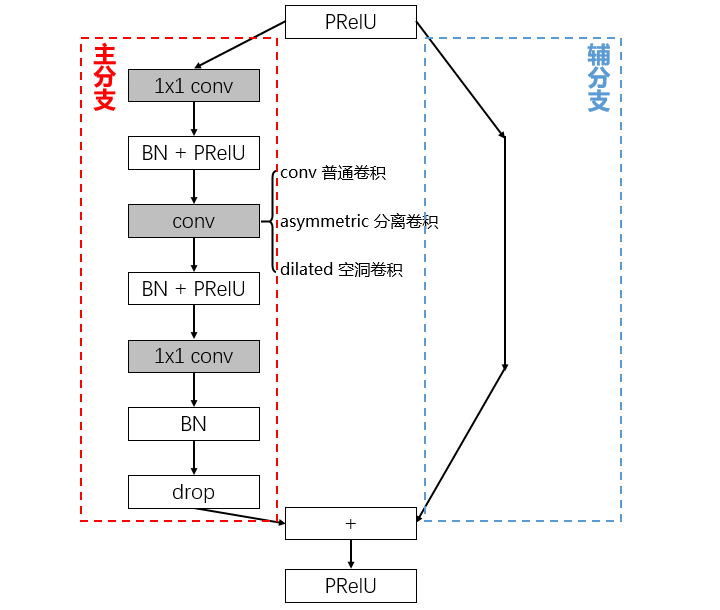 PRelU
主分支
辅分支
1x1 conv
BN + PRelU
conv 普通卷积
conv
asymmetric 分离卷积
dilated 空洞卷积
BN + PRelU
1x1 conv
BN
drop
+
PRelU